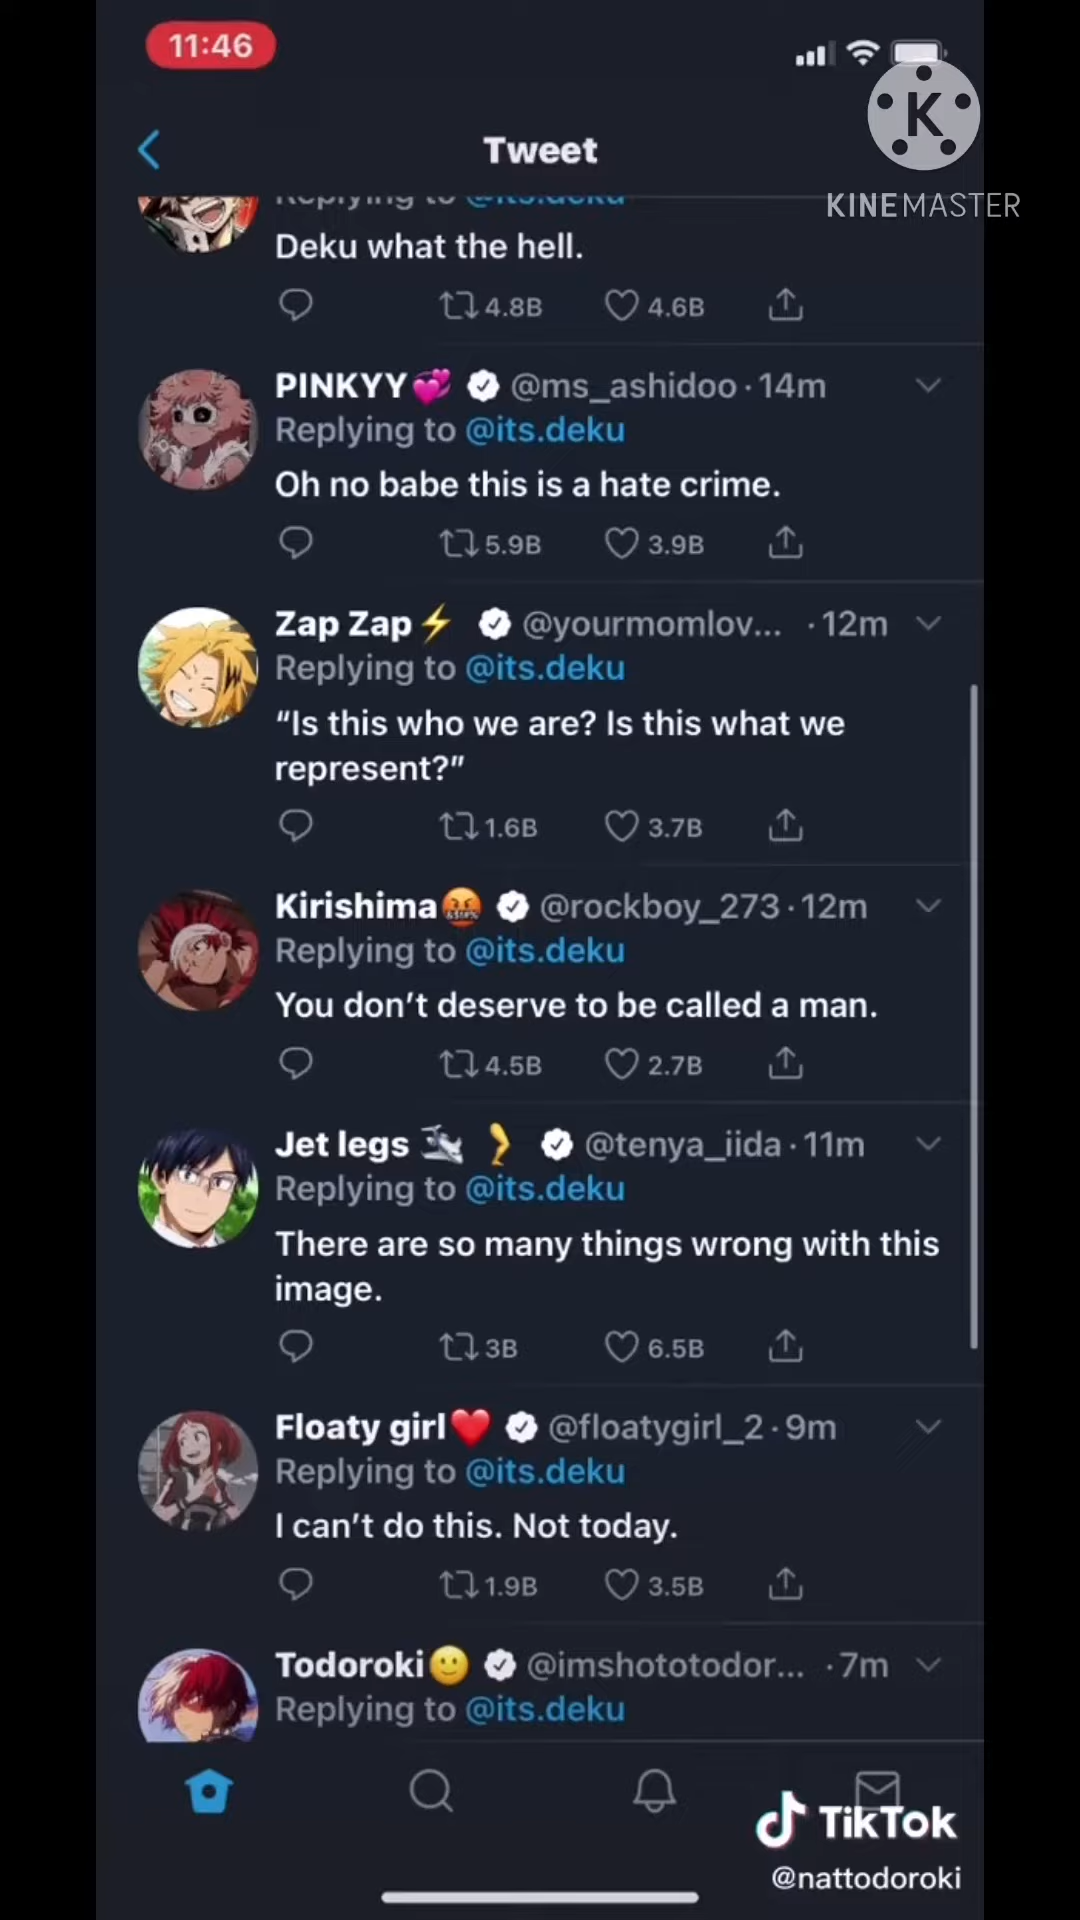 11:46
K
KINEMASTER
Tweet
Replying to @its.deku
Deku what the hell.
4.8B 4.6B
PINKYY💞 @ms_ashidoo · 14m
Replying to @its.deku
Oh no babe this is a hate crime.
5.9B 3.9B
Zap Zap⚡ @yourmomlov... · 12m
Replying to @its.deku
“Is this who we are? Is this what we
represent?”
1.6B 3.7B
Kirishima🤬 @rockboy_273 · 12m
Replying to @its.deku
You don’t deserve to be called a man.
4.5B 2.7B
Jet legs 🛩🦵 @tenya_iida · 11m
Replying to @its.deku
There are so many things wrong with this
image.
3B 6.5B
Floaty girl❤️ @floatygirl_2 · 9m
Replying to @its.deku
I can’t do this. Not today.
1.9B 3.5B
Todoroki🙂 @imshototodor... · 7m
Replying to @its.deku
TikTok
@nattodoroki